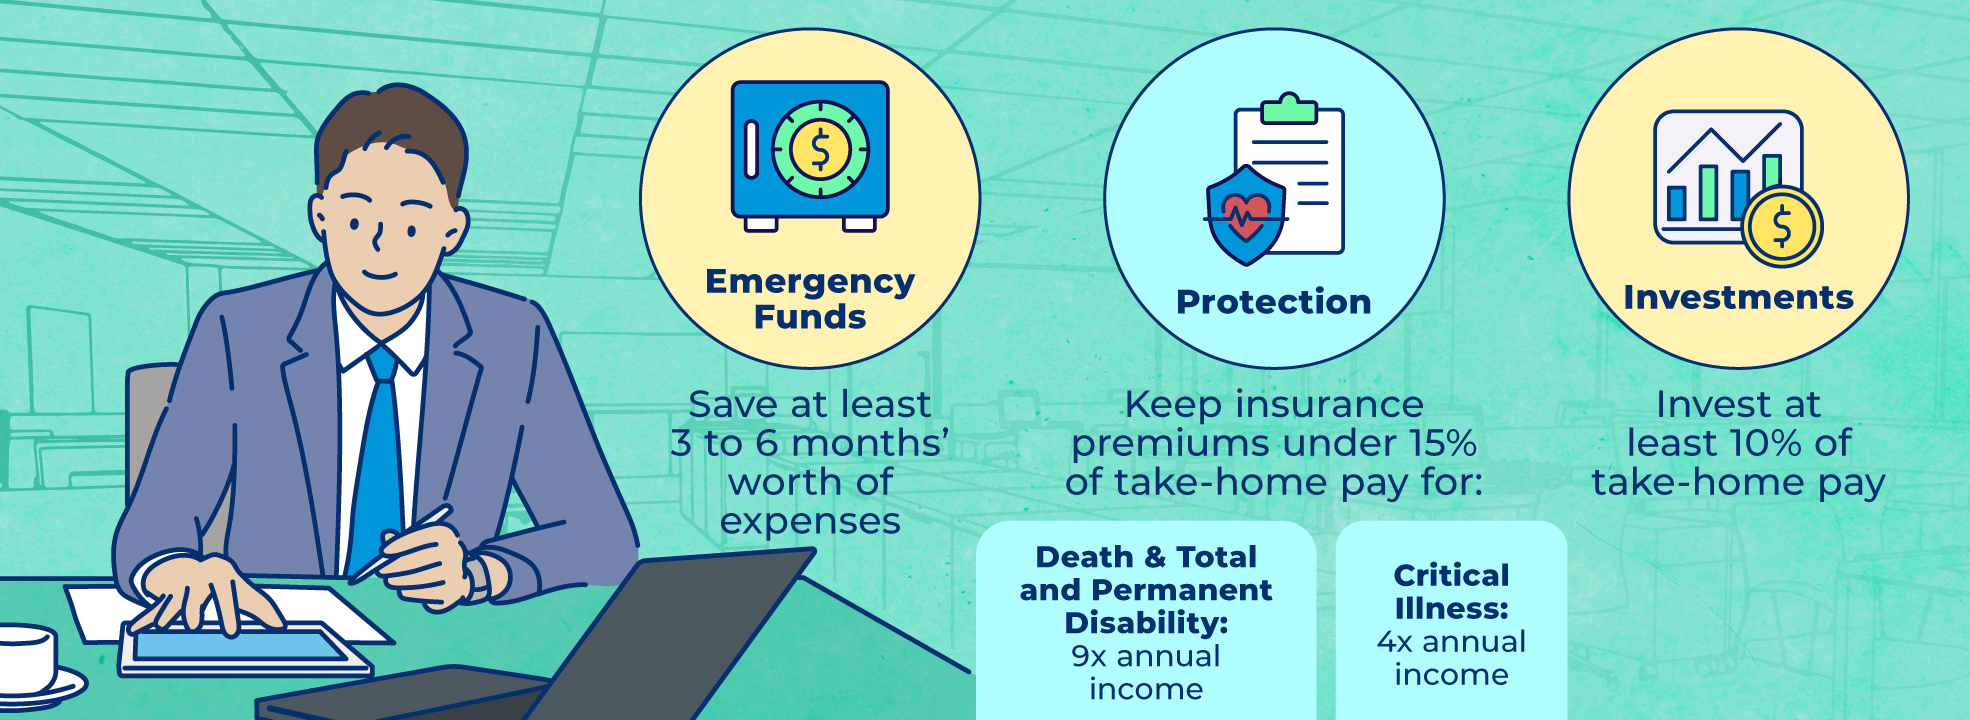 Emergency
Funds
Save at least
3 to 6 months’
worth of
expenses
Protection
Keep insurance
premiums under 15%
of take-home pay for:
Death & Total
and Permanent
Disability:
9x annual
income
Critical
Illness:
4x annual
income
Investments
Invest at
least 10% of
take-home pay